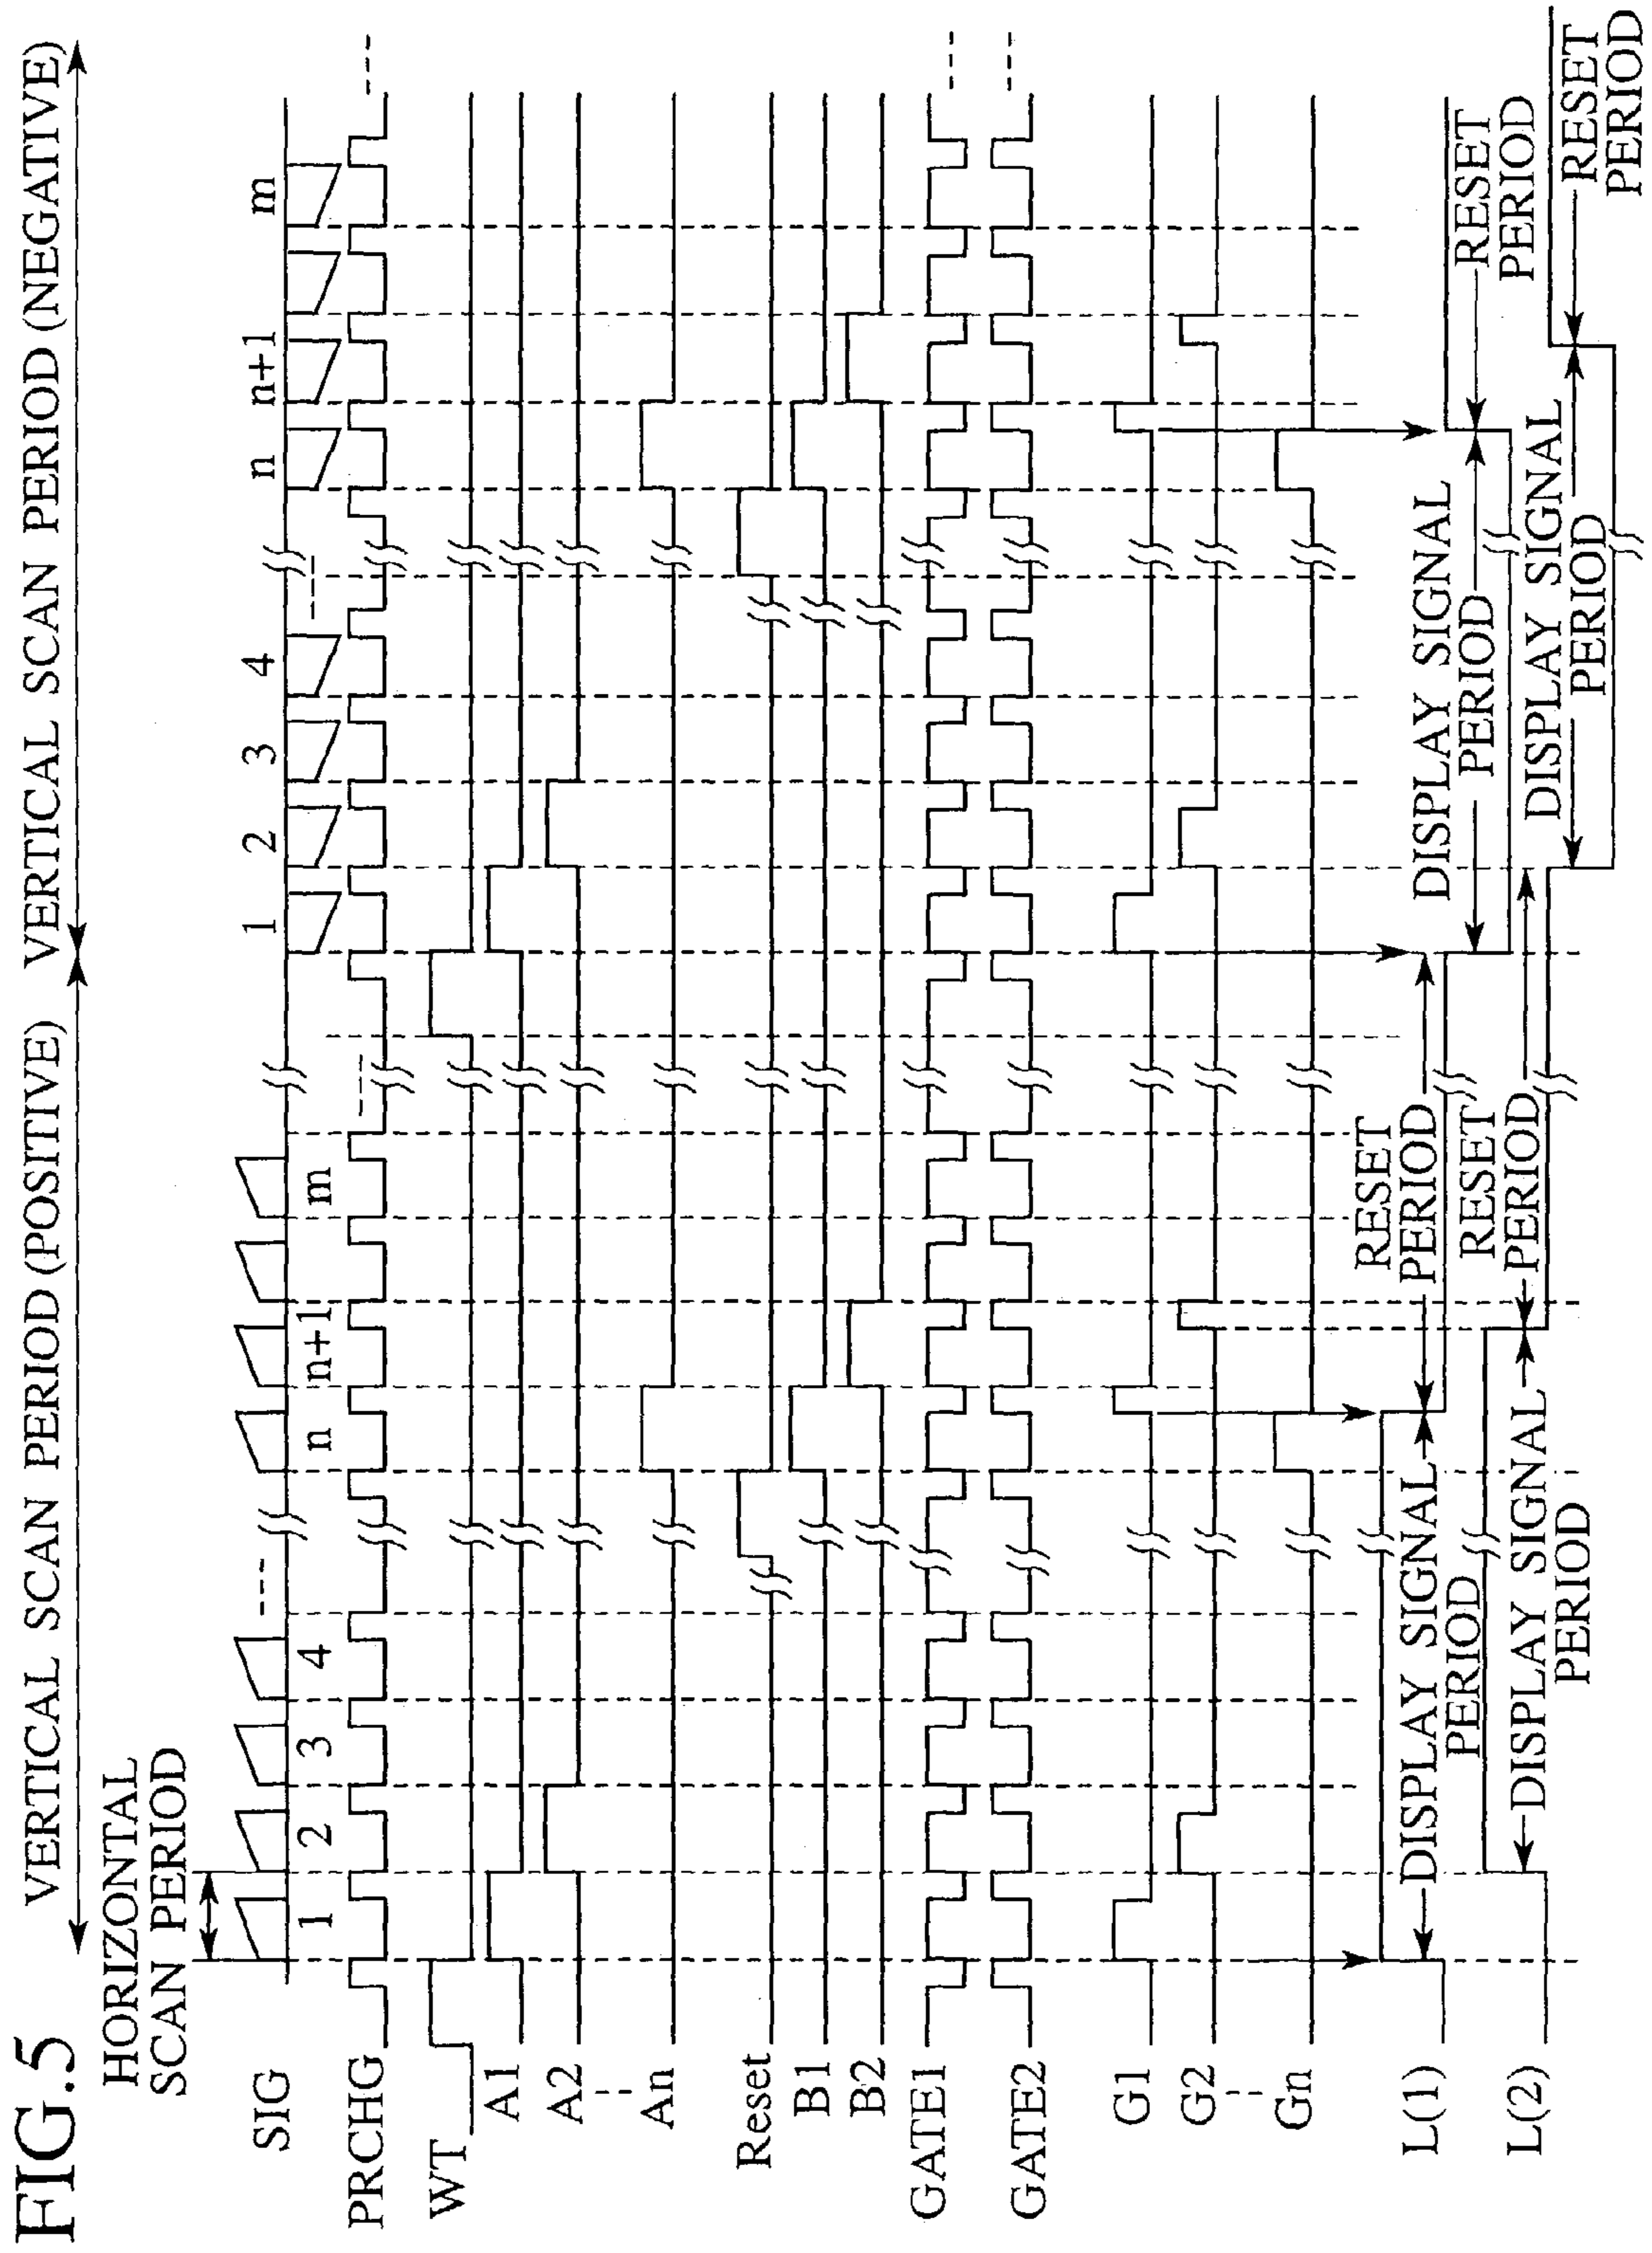 FIG.5
VERTICAL SCAN PERIOD (POSITIVE)
VERTICAL SCAN PERIOD (NEGATIVE)
HORIZONTAL
SCAN PERIOD
SIG
1
2
3
4
n
n+1
m
1
2
3
4
n
n+1
m
PRCHG
WT
A1
A2
An
Reset
B1
B2
GATE1
GATE2
G1
G2
Gn
L(1)
DISPLAY SIGNAL
PERIOD
RESET
PERIOD
DISPLAY SIGNAL
PERIOD
RESET
PERIOD
L(2)
DISPLAY SIGNAL
PERIOD
RESET
PERIOD
DISPLAY SIGNAL
PERIOD
RESET
PERIOD